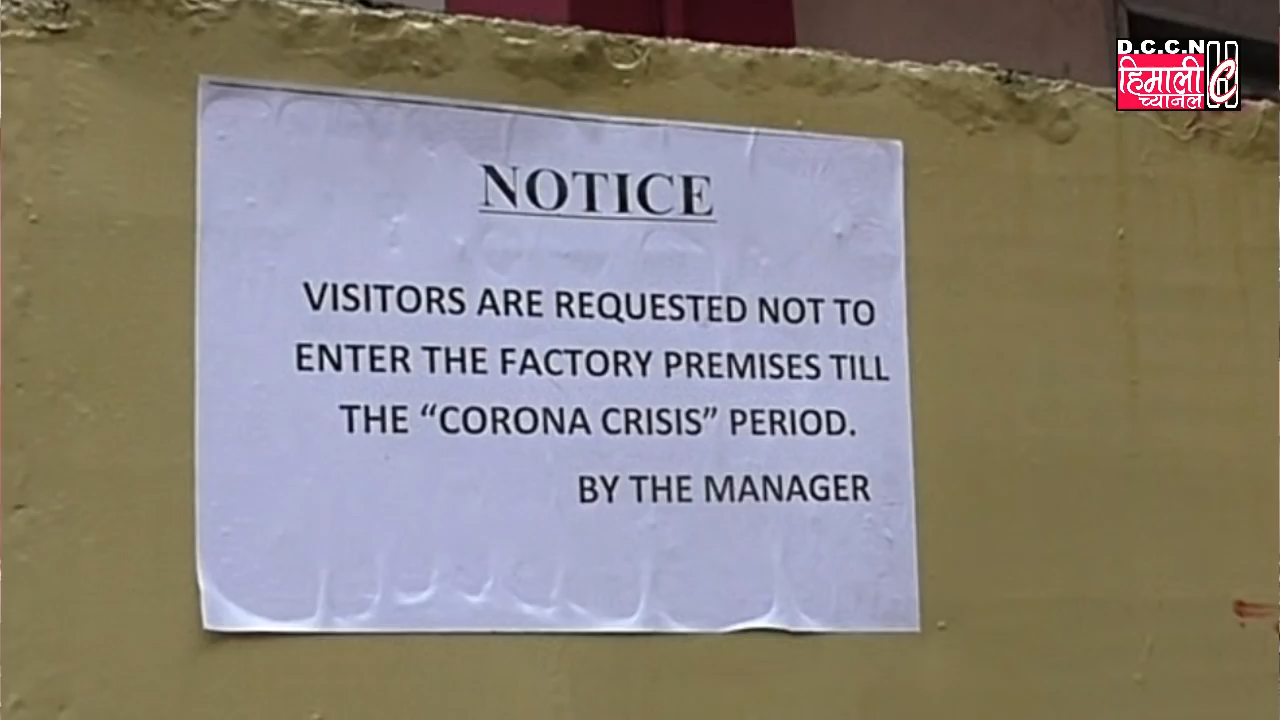 D.C.C.N
हिमाली
च्यानल
NOTICE
VISITORS ARE REQUESTED NOT TO
ENTER THE FACTORY PREMISES TILL
THE “CORONA CRISIS” PERIOD.
BY THE MANAGER